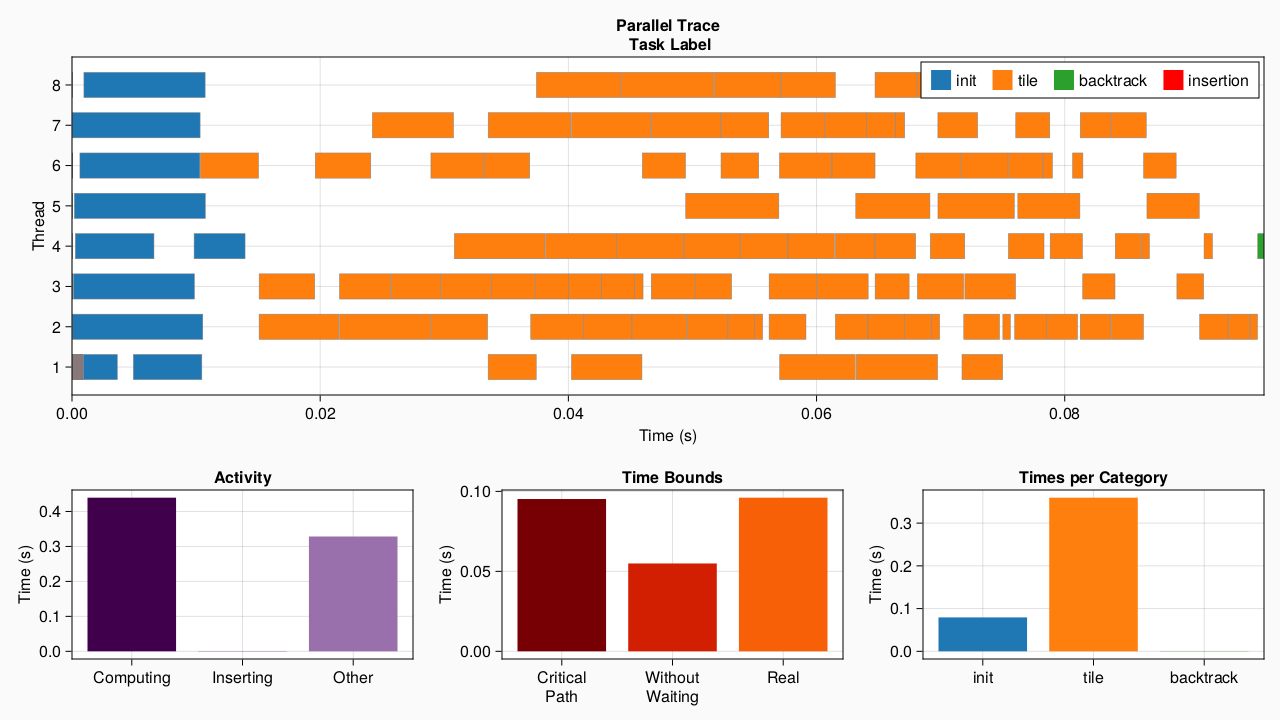 Parallel Trace
Task Label
init tile backtrack insertion
Thread
8
7
6
5
4
3
2
1
0.00 0.02 0.04 0.06 0.08
Time (s)
Activity
Time (s)
0.4
0.3
0.2
0.1
0.0
Computing Inserting Other
Time Bounds
Time (s)
0.10
0.05
0.00
Critical
Path
Without
Waiting
Real
Times per Category
Time (s)
0.3
0.2
0.1
0.0
init tile backtrack